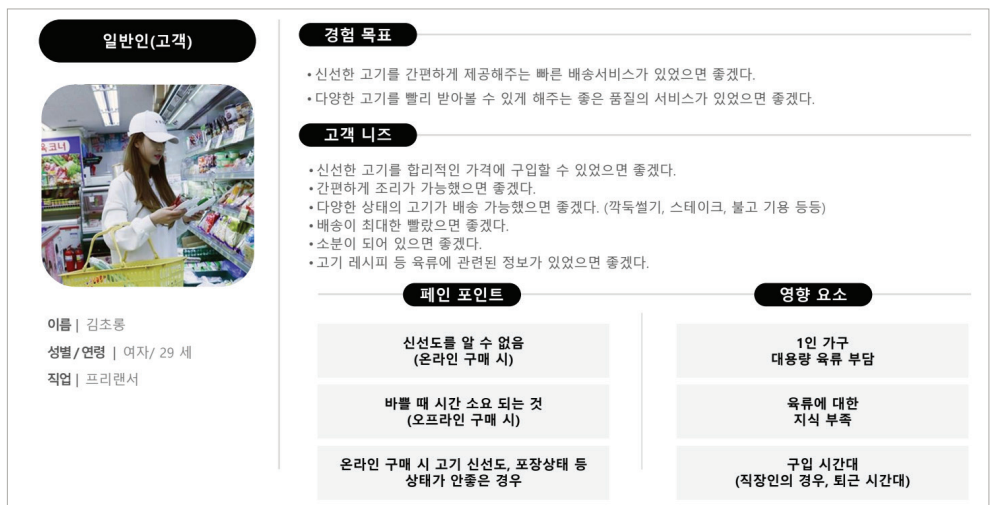 일반인(고객)
육코너
이름 | 김초롱
성별/연령 | 여자/ 29 세
직업 | 프리랜서
경험 목표
• 신선한 고기를 간편하게 제공해주는 빠른 배송서비스가 있었으면 좋겠다.
• 다양한 고기를 빨리 받아볼 수 있게 해주는 좋은 품질의 서비스가 있었으면 좋겠다.
고객 니즈
• 신선한 고기를 합리적인 가격에 구입할 수 있었으면 좋겠다.
• 간편하게 조리가 가능했으면 좋겠다.
• 다양한 상태의 고기가 배송 가능했으면 좋겠다. (깍둑썰기, 스테이크, 불고 기용 등등)
• 배송이 최대한 빨랐으면 좋겠다.
• 소분이 되어 있으면 좋겠다.
• 고기 레시피 등 육류에 관련된 정보가 있었으면 좋겠다.
페인 포인트
신선도를 알 수 없음
(온라인 구매 시)
바쁠 때 시간 소요 되는 것
(오프라인 구매 시)
온라인 구매 시 고기 신선도, 포장상태 등
상태가 안좋은 경우
영향 요소
1인 가구
대용량 육류 부담
육류에 대한
지식 부족
구입 시간대
(직장인의 경우, 퇴근 시간대)